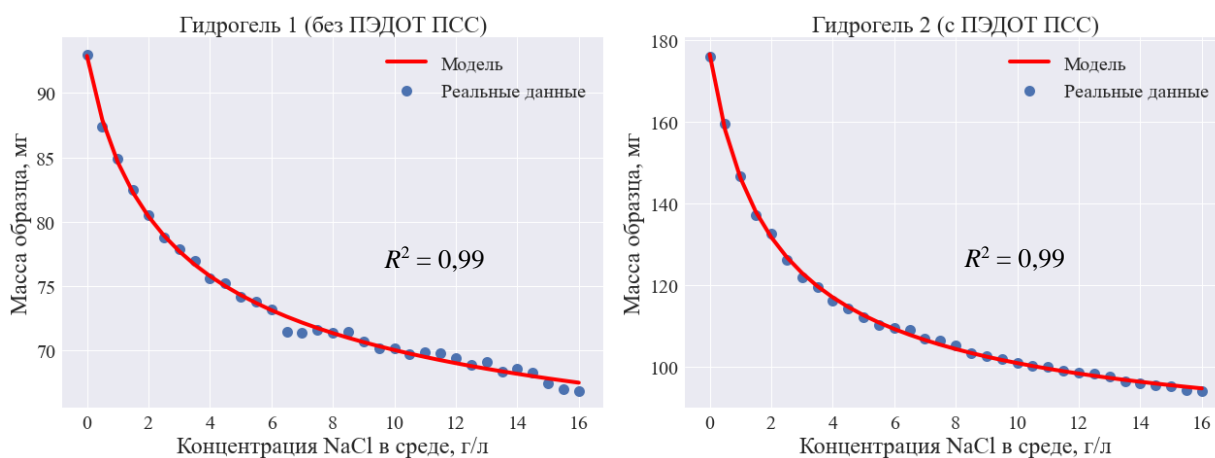 Гидрогель 1 (без ПЭДОТ ПСС)
Модель
Реальные данные
90
85
80
75
70
Масса образца, мг
R² = 0,99
0 2 4 6 8 10 12 14 16
Концентрация NaCl в среде, г/л
Гидрогель 2 (с ПЭДОТ ПСС)
Модель
Реальные данные
180
160
140
120
100
Масса образца, мг
R² = 0,99
0 2 4 6 8 10 12 14 16
Концентрация NaCl в среде, г/л